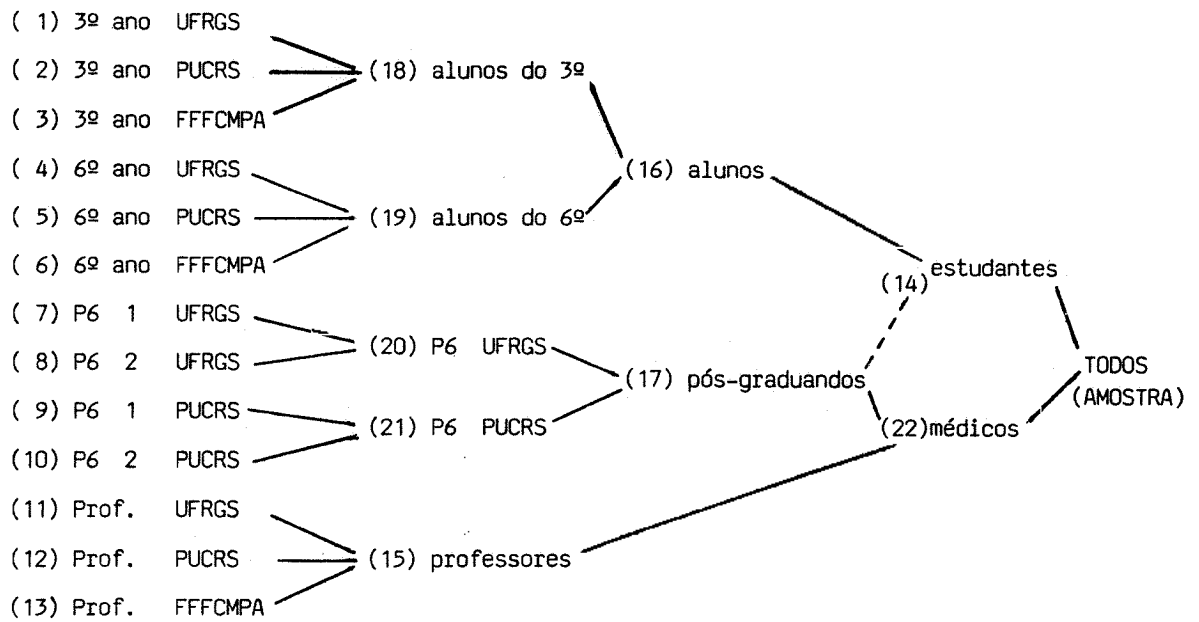 ( 1) 3º ano UFRGS
( 2) 3º ano PUCRS
(18) alunos do 3º
( 3) 3º ano FFFCMPA
( 4) 6º ano UFRGS
(16) alunos
( 5) 6º ano PUCRS
(19) alunos do 6º
( 6) 6º ano FFFCMPA
estudantes
(14)
( 7) P6 1 UFRGS
(20) P6 UFRGS
( 8) P6 2 UFRGS
TODOS
(AMOSTRA)
(17) pós-graduandos
( 9) P6 1 PUCRS
(21) P6 PUCRS
(22)médicos
(10) P6 2 PUCRS
(11) Prof. UFRGS
(12) Prof. PUCRS
(15) professores
(13) Prof. FFFCMPA